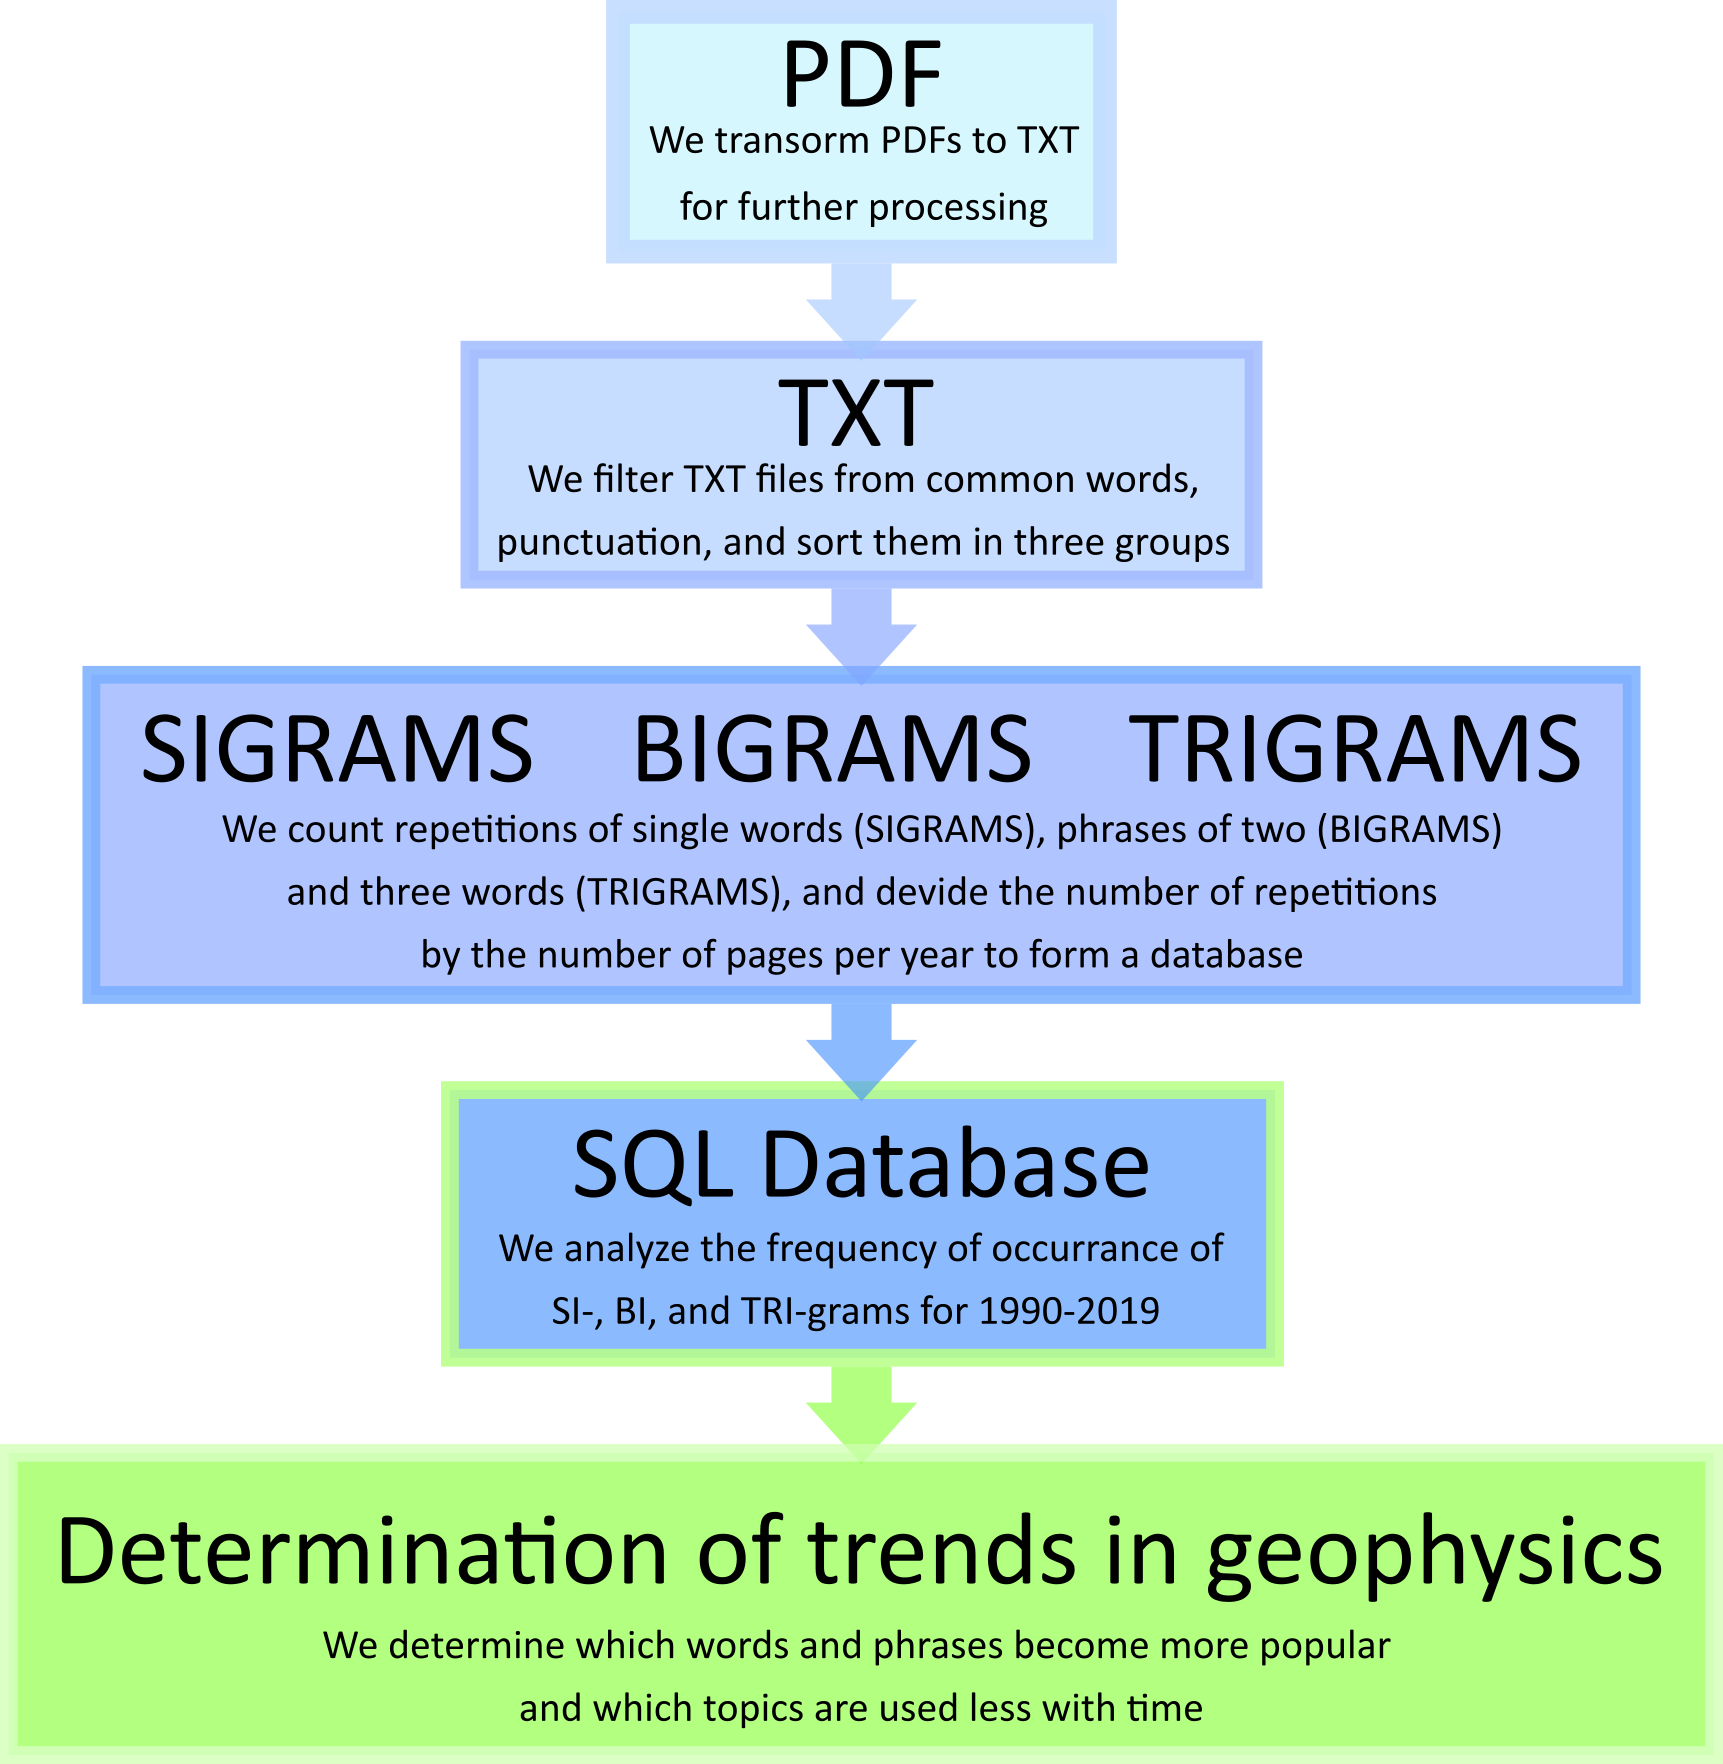 PDF
We transorm PDFs to TXT
for further processing
TXT
We filter TXT files from common words,
punctuation, and sort them in three groups
SIGRAMS BIGRAMS TRIGRAMS
We count repetitions of single words (SIGRAMS), phrases of two (BIGRAMS)
and three words (TRIGRAMS), and devide the number of repetitions
by the number of pages per year to form a database
SQL Database
We analyze the frequency of occurrance of
SI-, BI, and TRI-grams for 1990-2019
Determination of trends in geophysics
We determine which words and phrases become more popular
and which topics are used less with time